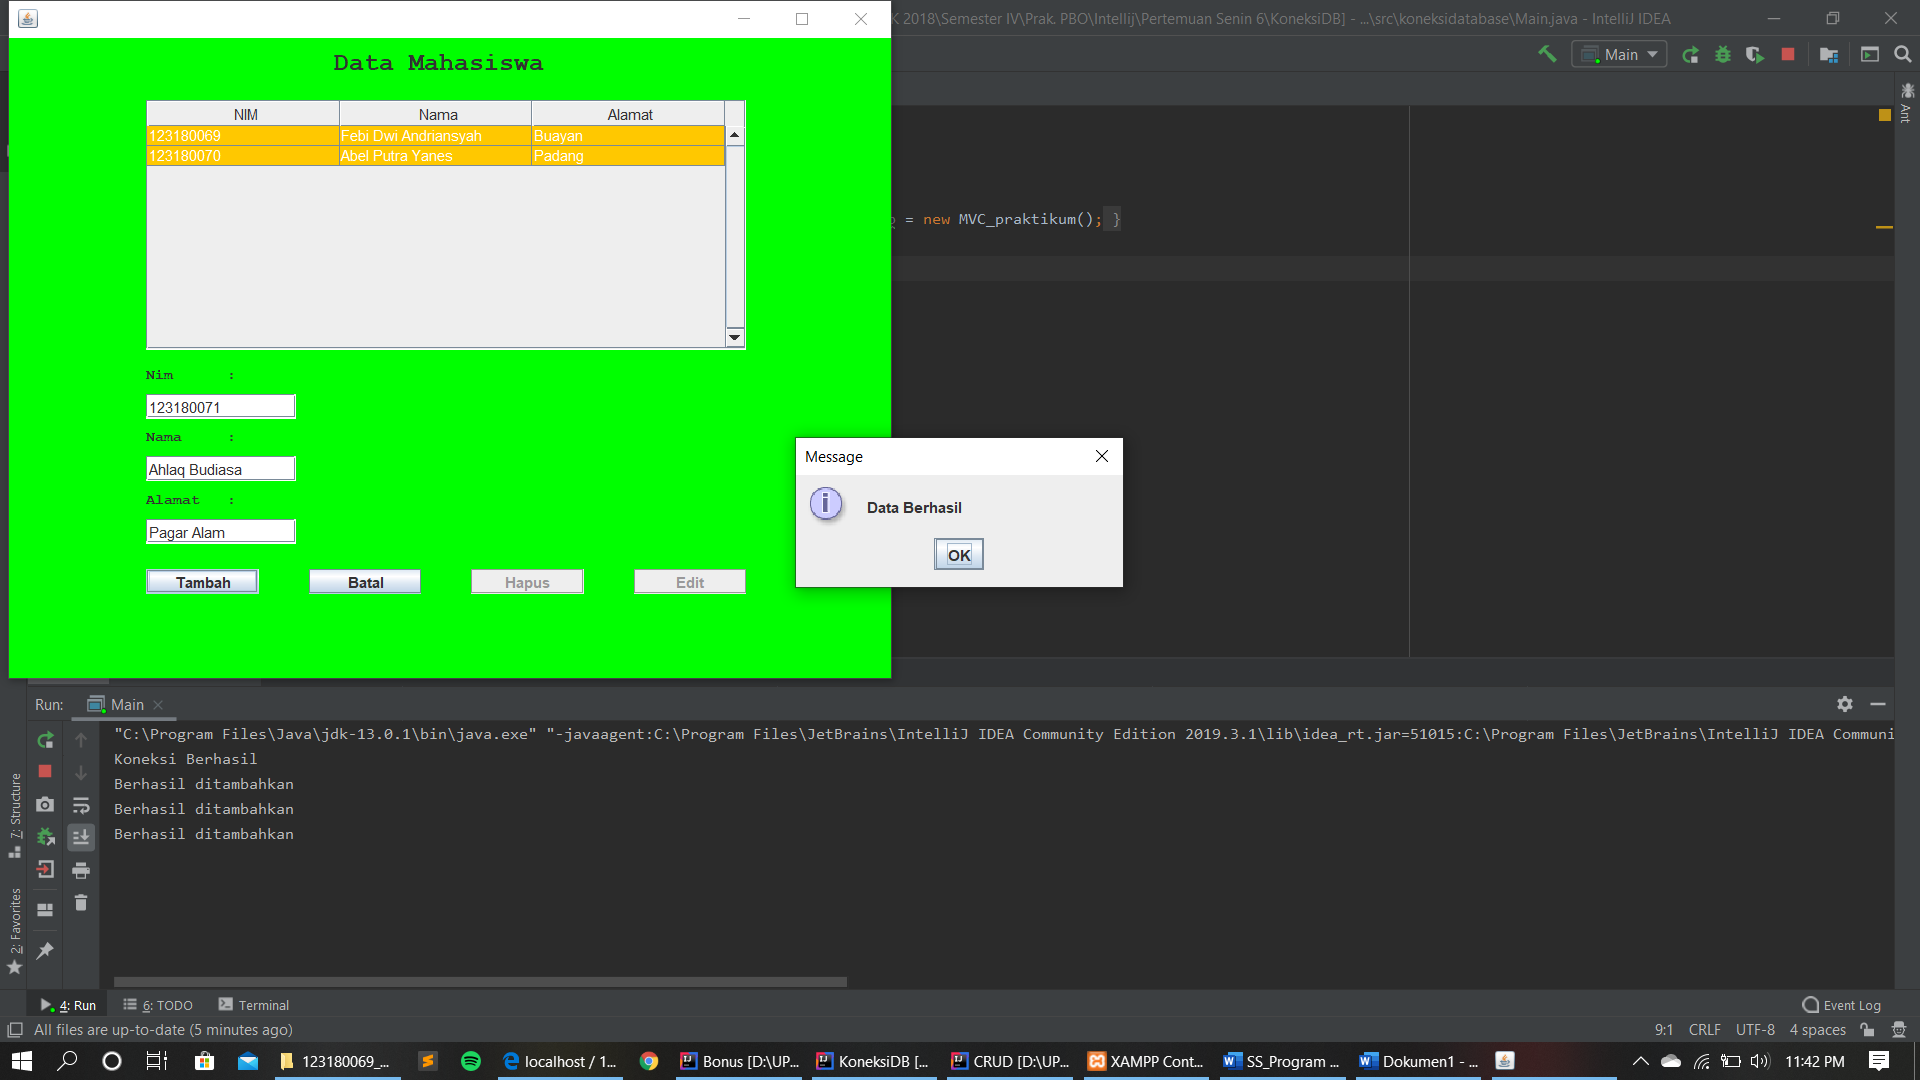 K 2018\Semester IV\Prak. PBO\Intellij\Pertemuan Senin 6\KoneksiDB] - ...\src\koneksidatabase\Main.java - IntelliJ IDEA
Main
Ant
Data Mahasiswa
NIM Nama Alamat
123180069 Febi Dwi Andriansyah Buayan
123180070 Abel Putra Yanes Padang
= new MVC_praktikum(); }
Nim :
123180071
Nama :
Ahlaq Budiasa
Alamat :
Pagar Alam
Tambah Batal Hapus Edit
Message
Data Berhasil
OK
Run: Main
"C:\Program Files\Java\jdk-13.0.1\bin\java.exe" "-javaagent:C:\Program Files\JetBrains\IntelliJ IDEA Community Edition 2019.3.1\lib\idea_rt.jar=51015:C:\Program Files\JetBrains\IntelliJ IDEA Communi
Koneksi Berhasil
Berhasil ditambahkan
Berhasil ditambahkan
Berhasil ditambahkan
7: Structure
2: Favorites
4: Run 6: TODO Terminal Event Log
All files are up-to-date (5 minutes ago) 9:1 CRLF UTF-8 4 spaces
123180069_... localhost / 1... Bonus [D:\UP... KoneksiDB [... CRUD [D:\UP... XAMPP Cont... SS_Program ... Dokumen1 - ... 11:42 PM